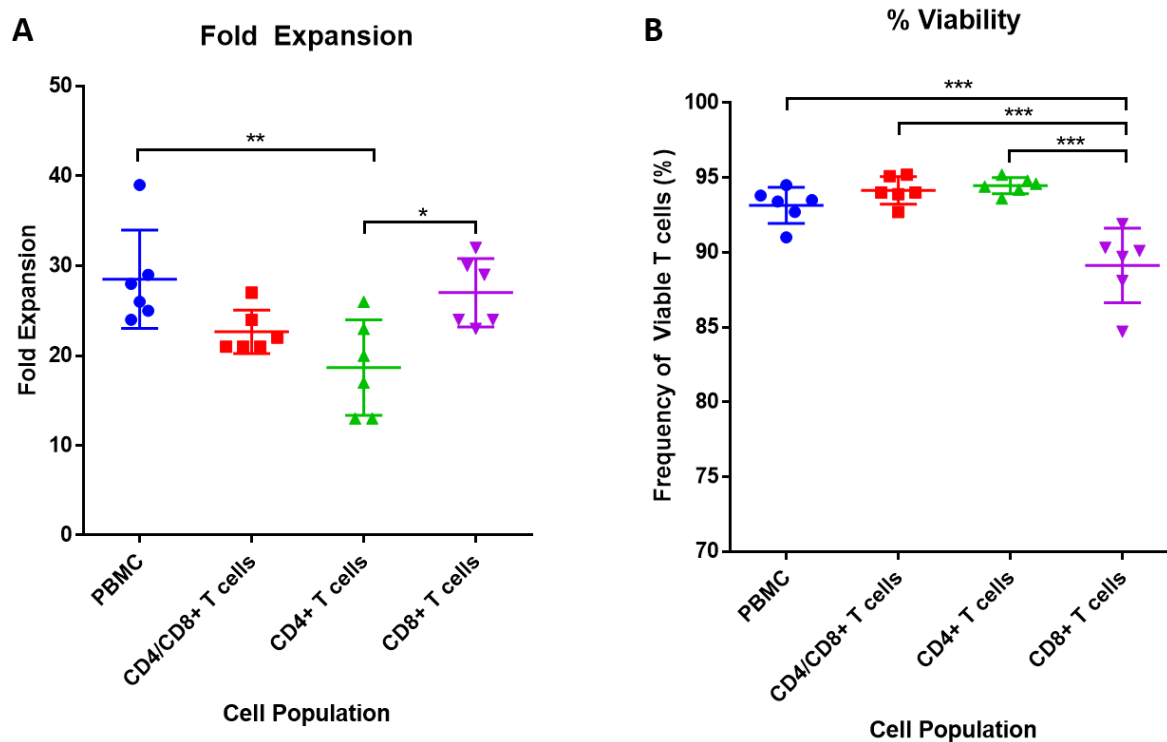 A
Fold Expansion
Fold Expansion
50
40
30
20
10
0
**
*
PBMC
CD4/CD8+ T cells
CD4+ T cells
CD8+ T cells
Cell Population
B
% Viability
Frequency of Viable T cells (%)
100
95
90
85
80
75
70
***
***
***
PBMC
CD4/CD8+ T cells
CD4+ T cells
CD8+ T cells
Cell Population